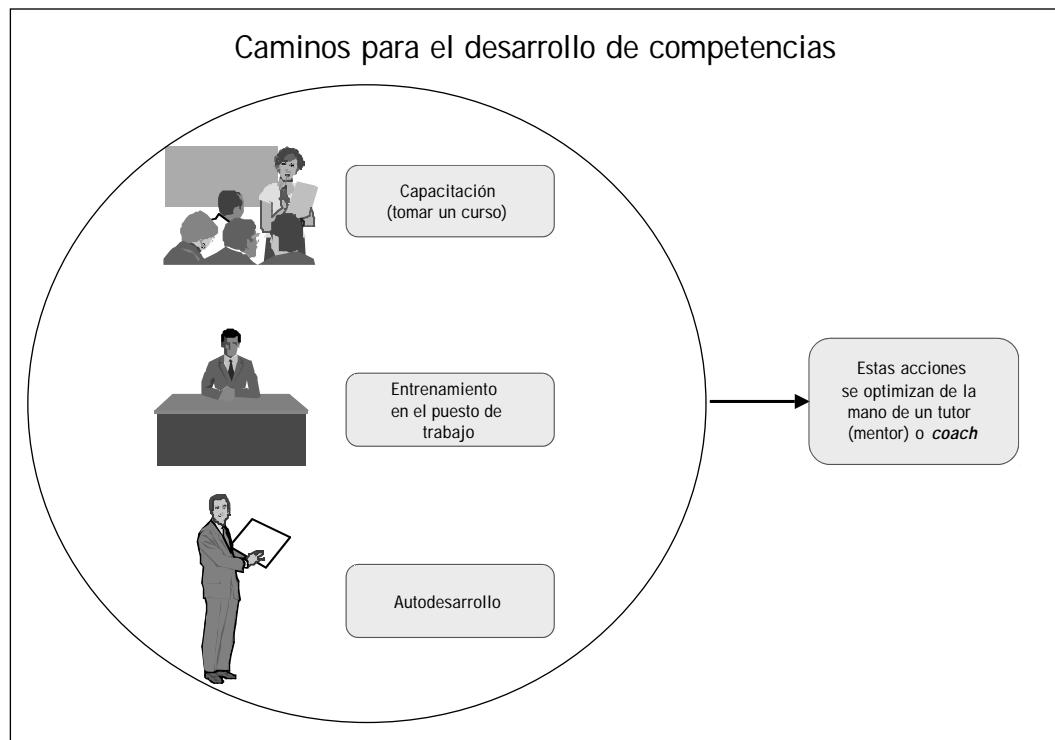 Caminos para el desarrollo de competencias
Capacitación
(tomar un curso)
Entrenamiento
en el puesto de
trabajo
Autodesarrollo
Estas acciones
se optimizan de la
mano de un tutor
(mentor) o coach